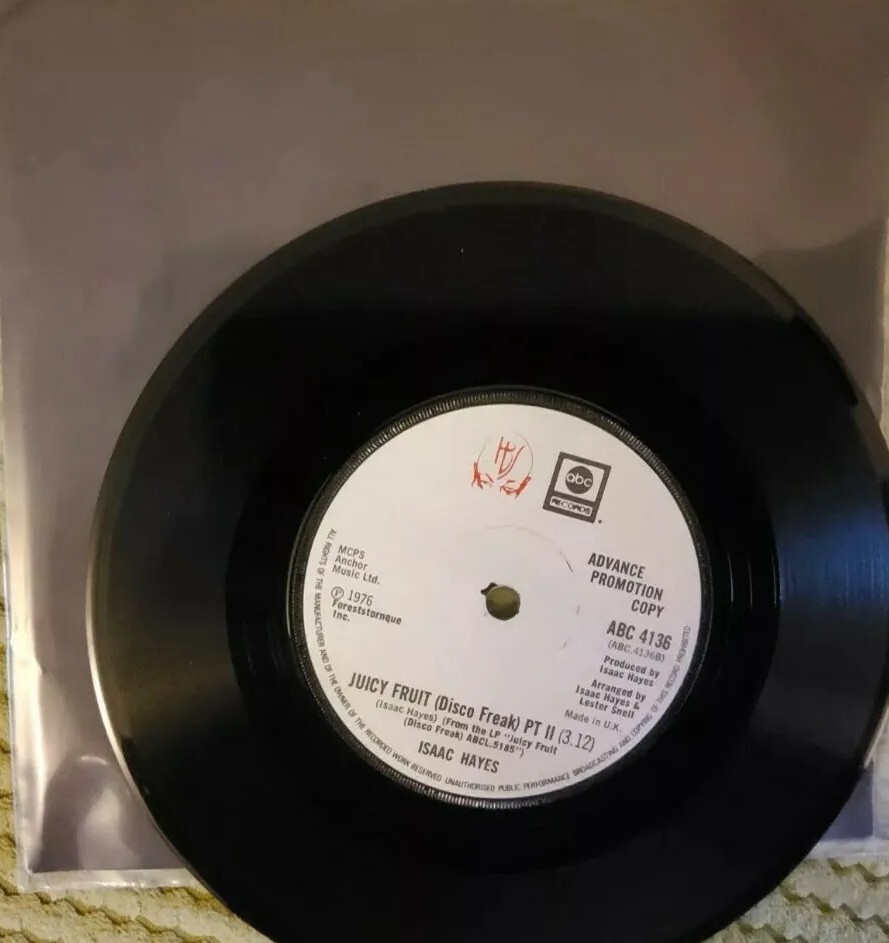 HBS
abc
RECORDS
MCPS
Anchor
Music Ltd.
Ⓟ 1976
Foreststornque
Inc.
ADVANCE
PROMOTION
COPY
ABC 4136
(ABC.4136B)
Produced by
Isaac Hayes
Arranged by
Isaac Hayes &
Lester Snell
Made in U.K.
JUICY FRUIT (Disco Freak) PT II (3.12)
(Isaac Hayes) (From the LP "Juicy Fruit
(Disco Freak) ABCL.5185")
ISAAC HAYES
ALL RIGHTS OF THE MANUFACTURER AND OF THE OWNER OF THE RECORDED WORK RESERVED UNAUTHORISED PUBLIC PERFORMANCE BROADCASTING AND COPYING OF THIS RECORD PROHIBITED